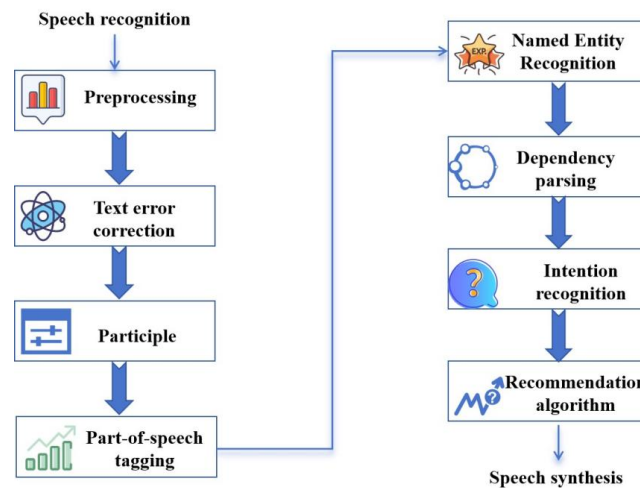 Speech recognition
Preprocessing
Text error
correction
Participle
Part-of-speech
tagging
EXP.
Named Entity
Recognition
Dependency
parsing
?
Intention
recognition
?
Recommendation
algorithm
Speech synthesis